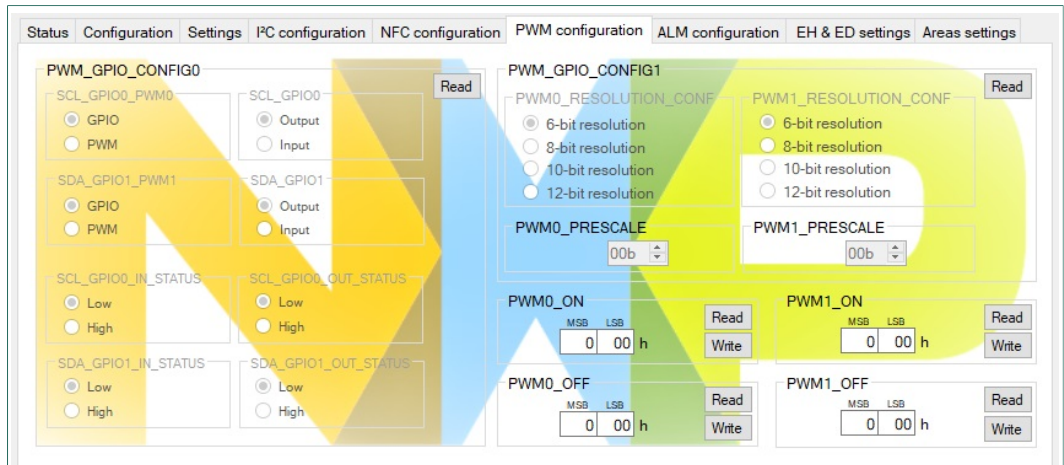 Status Configuration Settings I²C configuration NFC configuration PWM configuration ALM configuration EH & ED settings Areas settings
PWM_GPIO_CONFIG0
Read
SCL_GPIO0_PWM0
GPIO
PWM
SCL_GPIO0
Output
Input
SDA_GPIO1_PWM1
GPIO
PWM
SDA_GPIO1
Output
Input
SCL_GPIO0_IN_STATUS
Low
High
SCL_GPIO0_OUT_STATUS
Low
High
SDA_GPIO1_IN_STATUS
Low
High
SDA_GPIO1_OUT_STATUS
Low
High
PWM_GPIO_CONFIG1
Read
PWM0_RESOLUTION_CONF
6-bit resolution
8-bit resolution
10-bit resolution
12-bit resolution
PWM1_RESOLUTION_CONF
6-bit resolution
8-bit resolution
10-bit resolution
12-bit resolution
PWM0_PRESCALE
00b
PWM1_PRESCALE
00b
PWM0_ON
MSB LSB
0 00 h
Read
Write
PWM1_ON
MSB LSB
0 00 h
Read
Write
PWM0_OFF
MSB LSB
0 00 h
Read
Write
PWM1_OFF
MSB LSB
0 00 h
Read
Write